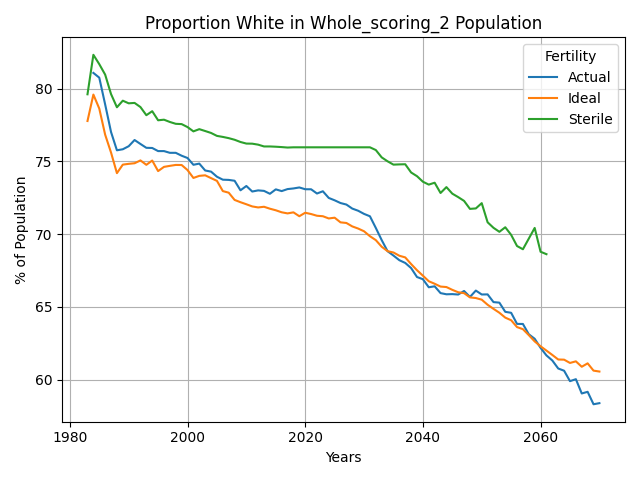 Proportion White in Whole_scoring_2 Population
Fertility
Actual
Ideal
Sterile
% of Population
80
75
70
65
60
1980
2000
2020
2040
2060
Years